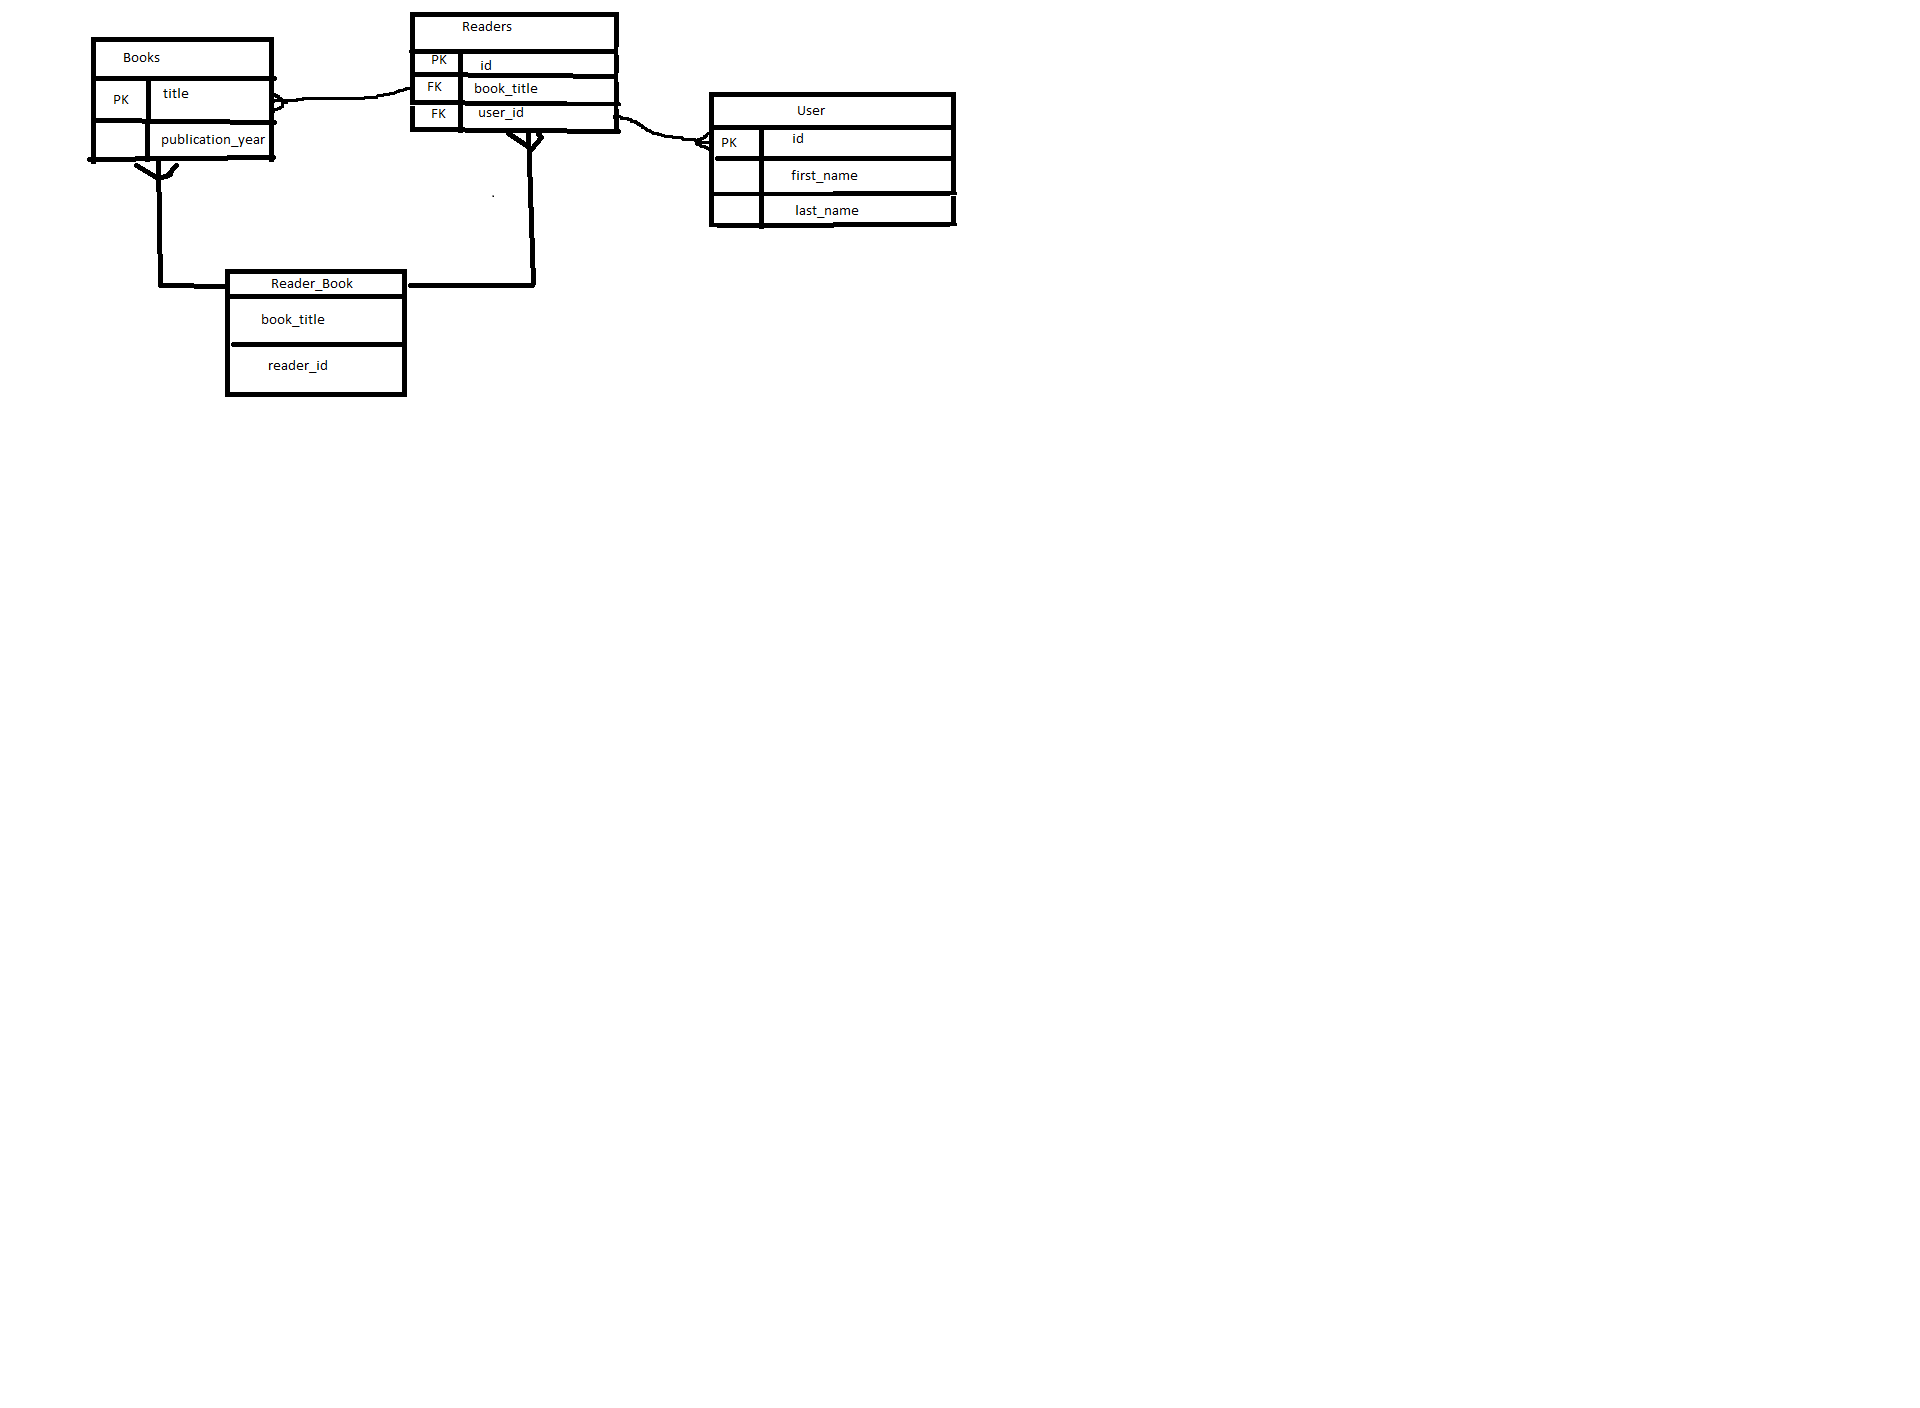 Books
PK title
publication_year
Readers
PK id
FK book_title
FK user_id
User
PK id
first_name
last_name
Reader_Book
book_title
reader_id